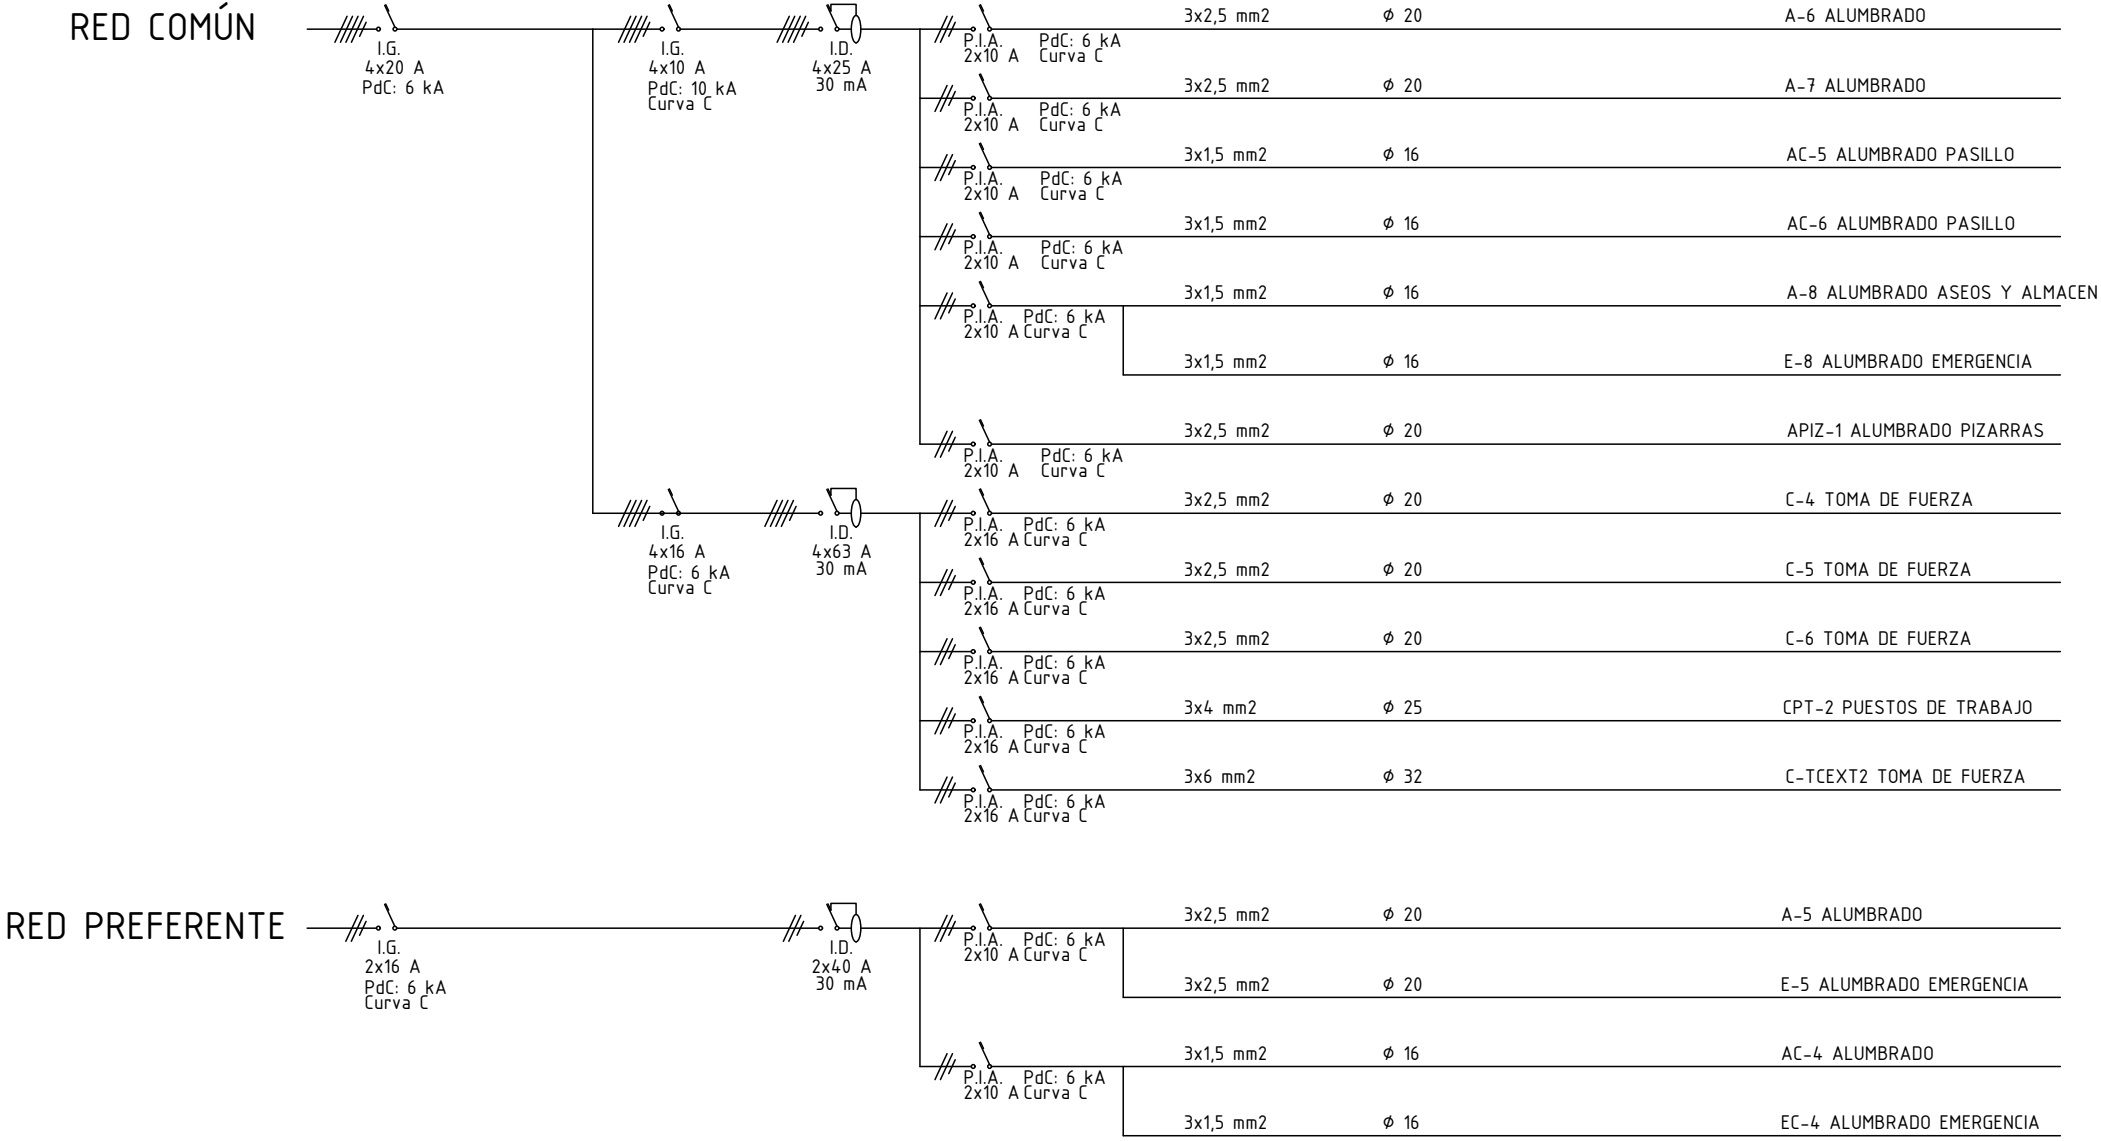 RED COMÚN
I.G.
4x20 A
PdC: 6 kA
I.G.
4x10 A
PdC: 10 kA
Curva C
I.D.
4x25 A
30 mA
3x2,5 mm2 ϕ 20 A-6 ALUMBRADO
P.I.A. PdC: 6 kA
2x10 A Curva C
3x2,5 mm2 ϕ 20 A-7 ALUMBRADO
P.I.A. PdC: 6 kA
2x10 A Curva C
3x1,5 mm2 ϕ 16 AC-5 ALUMBRADO PASILLO
P.I.A. PdC: 6 kA
2x10 A Curva C
3x1,5 mm2 ϕ 16 AC-6 ALUMBRADO PASILLO
P.I.A. PdC: 6 kA
2x10 A Curva C
3x1,5 mm2 ϕ 16 A-8 ALUMBRADO ASEOS Y ALMACEN
P.I.A. PdC: 6 kA
2x10 A Curva C
3x1,5 mm2 ϕ 16 E-8 ALUMBRADO EMERGENCIA
3x2,5 mm2 ϕ 20 APIZ-1 ALUMBRADO PIZARRAS
P.I.A. PdC: 6 kA
2x10 A Curva C
I.G.
4x16 A
PdC: 6 kA
Curva C
I.D.
4x63 A
30 mA
3x2,5 mm2 ϕ 20 C-4 TOMA DE FUERZA
P.I.A. PdC: 6 kA
2x16 A Curva C
3x2,5 mm2 ϕ 20 C-5 TOMA DE FUERZA
P.I.A. PdC: 6 kA
2x16 A Curva C
3x2,5 mm2 ϕ 20 C-6 TOMA DE FUERZA
P.I.A. PdC: 6 kA
2x16 A Curva C
3x4 mm2 ϕ 25 CPT-2 PUESTOS DE TRABAJO
P.I.A. PdC: 6 kA
2x16 A Curva C
3x6 mm2 ϕ 32 C-TCEXT2 TOMA DE FUERZA
P.I.A. PdC: 6 kA
2x16 A Curva C
RED PREFERENTE
I.G.
2x16 A
PdC: 6 kA
Curva C
I.D.
2x40 A
30 mA
3x2,5 mm2 ϕ 20 A-5 ALUMBRADO
P.I.A. PdC: 6 kA
2x10 A Curva C
3x2,5 mm2 ϕ 20 E-5 ALUMBRADO EMERGENCIA
3x1,5 mm2 ϕ 16 AC-4 ALUMBRADO
P.I.A. PdC: 6 kA
2x10 A Curva C
3x1,5 mm2 ϕ 16 EC-4 ALUMBRADO EMERGENCIA